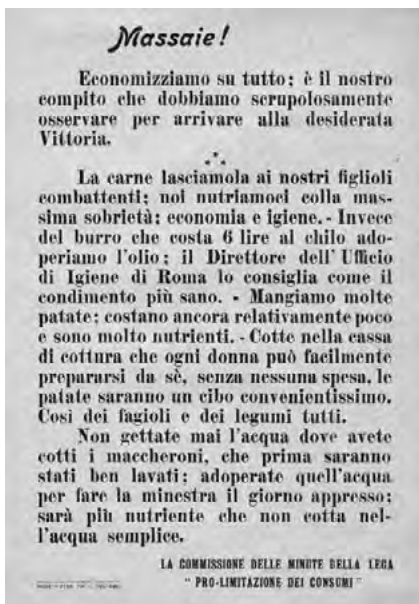 Massaie!
Economizziamo su tutto: è il nostro
compito che dobbiamo scrupolosamente
osservare per arrivare alla desiderata
Vittoria.
La carne lasciamola ai nostri figlioli
combattenti; noi nutriamoci colla mas-
sima sobrietà: economia e igiene. - Invece
del burro che costa 6 lire al chilo ado-
periamo l'olio; il Direttore dell'Ufficio
di Igiene di Roma lo consiglia come il
condimento più sano. - Mangiamo molte
patate: costano ancora relativamente poco
e sono molto nutrienti. - Cotte nella cassa
di cottura che ogni donna può facilmente
prepararsi da sè, senza nessuna spesa, le
patate saranno un cibo convenientissimo.
Così dei fagioli e dei legumi tutti.
Non gettate mai l'acqua dove avete
cotti i maccheroni, che prima saranno
stati ben lavati; adoperate quell'acqua
per fare la minestra il giorno appresso;
sarà più nutriente che non cotta nel-
l'acqua semplice.
LA COMMISSIONE DELLE MINUTE DELLA LEGA
" PRO-LIMITAZIONE DEI CONSUMI "